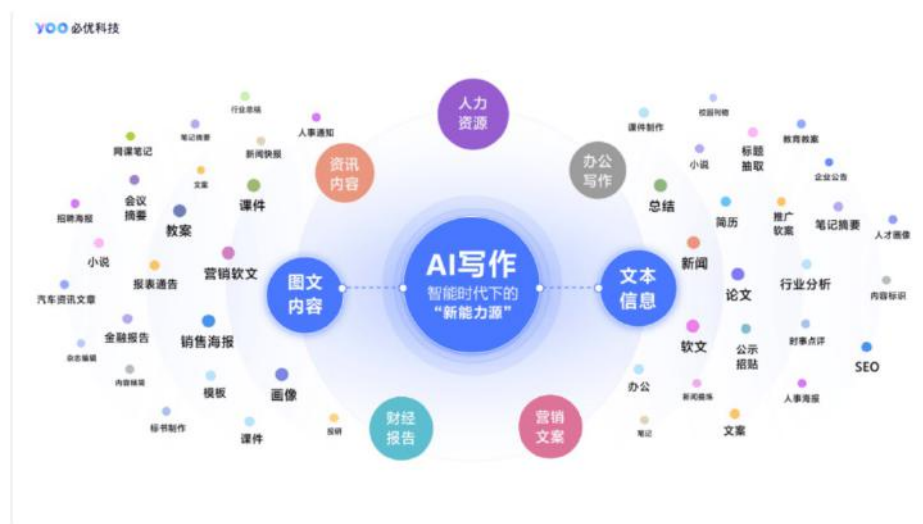 YOO 必优科技
人力
资源
资讯
内容
办公
写作
AI写作
智能时代下的
“新能力源”
图文
内容
文本
信息
财经
报告
营销
文案
行业总结
笔记摘要
人事通知
网课笔记
新闻快报
文案
会议
摘要
课件
招聘海报
教案
小说
报表通告
营销软文
汽车资讯文章
金融报告
销售海报
杂志编辑
内容标签
模板
画像
标书制作
课件
报销
校园刊物
课件制作
标题
抽取
教育教案
小说
企业公告
总结
简历
推广
软案
笔记摘要
人才画像
新闻
论文
行业分析
内容标识
软文
公示
招贴
时事点评
SEO
办公
人事海报
笔记
文案